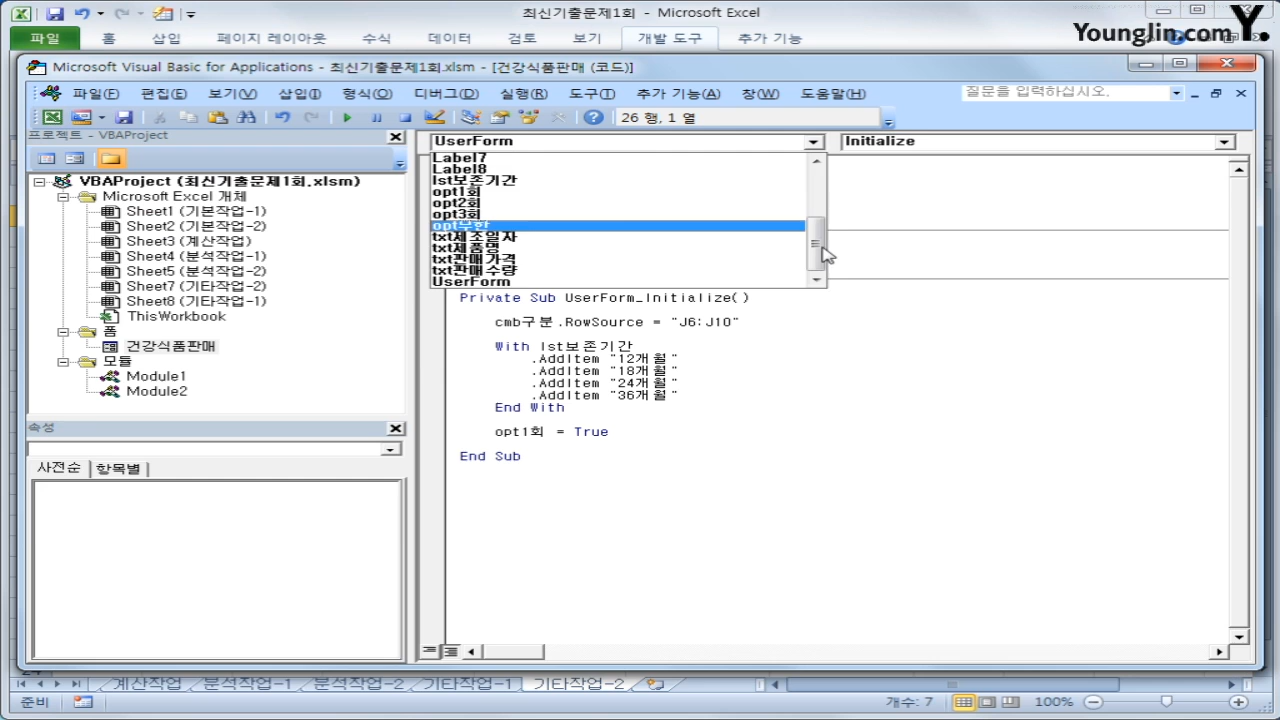 최신기출문제1회 - Microsoft Excel
파일 홈 삽입 페이지 레이아웃 수식 데이터 검토 보기 개발 도구 추가 기능
Younglin.com Y.
Microsoft Visual Basic for Applications - 최신기출문제1회.xlsm - [건강식품판매 (코드)]
파일(F) 편집(E) 보기(V) 삽입(I) 형식(O) 디버그(D) 실행(R) 도구(T) 추가 기능(A) 창(W) 도움말(H) 질문을 입력하십시오.
26 행, 1 열
프로젝트 - VBAProject
VBAProject (최신기출문제1회.xlsm)
Microsoft Excel 개체
Sheet1 (기본작업-1)
Sheet2 (기본작업-2)
Sheet3 (계산작업)
Sheet4 (분석작업-1)
Sheet5 (분석작업-2)
Sheet7 (기타작업-2)
Sheet8 (기타작업-1)
ThisWorkbook
폼
건강식품판매
모듈
Module1
Module2
속성
사전순 항목별
UserForm Initialize
Label7
Label8
lst보존기간
opt1회
opt2회
opt3회
opt무한
txt제조일자
txt제품명
txt판매가격
txt판매수량
UserForm
Private Sub UserForm_Initialize()
cmb구분.RowSource = "J6:J10"
With lst보존기간
.AddItem "12개월"
.AddItem "18개월"
.AddItem "24개월"
.AddItem "36개월"
End With
opt1회 = True
End Sub
계산작업 분석작업-1 분석작업-2 기타작업-1 기타작업-2
준비 개수: 7 100%